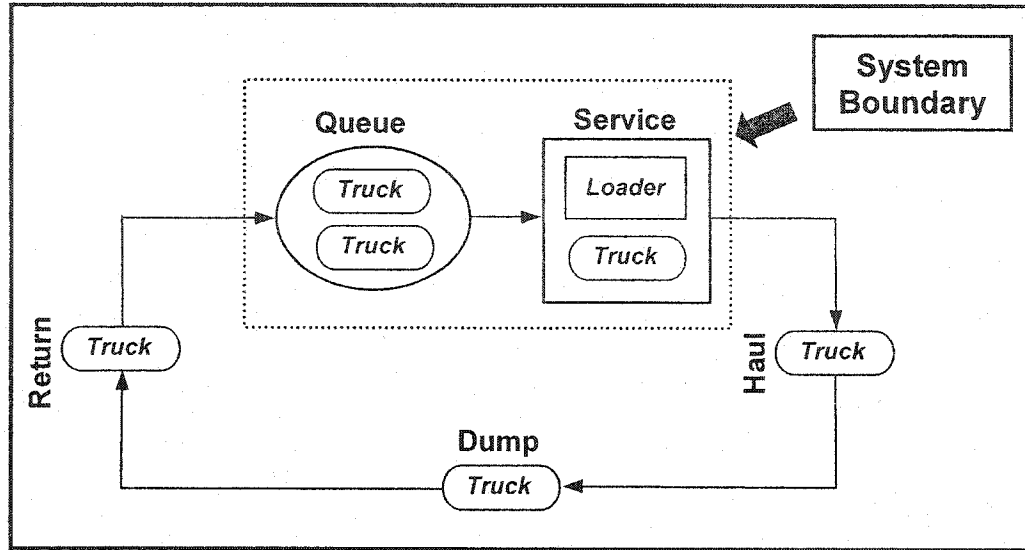 System
Boundary
Queue
Service
Truck
Loader
Truck
Truck
Return
Truck
Haul
Truck
Dump
Truck